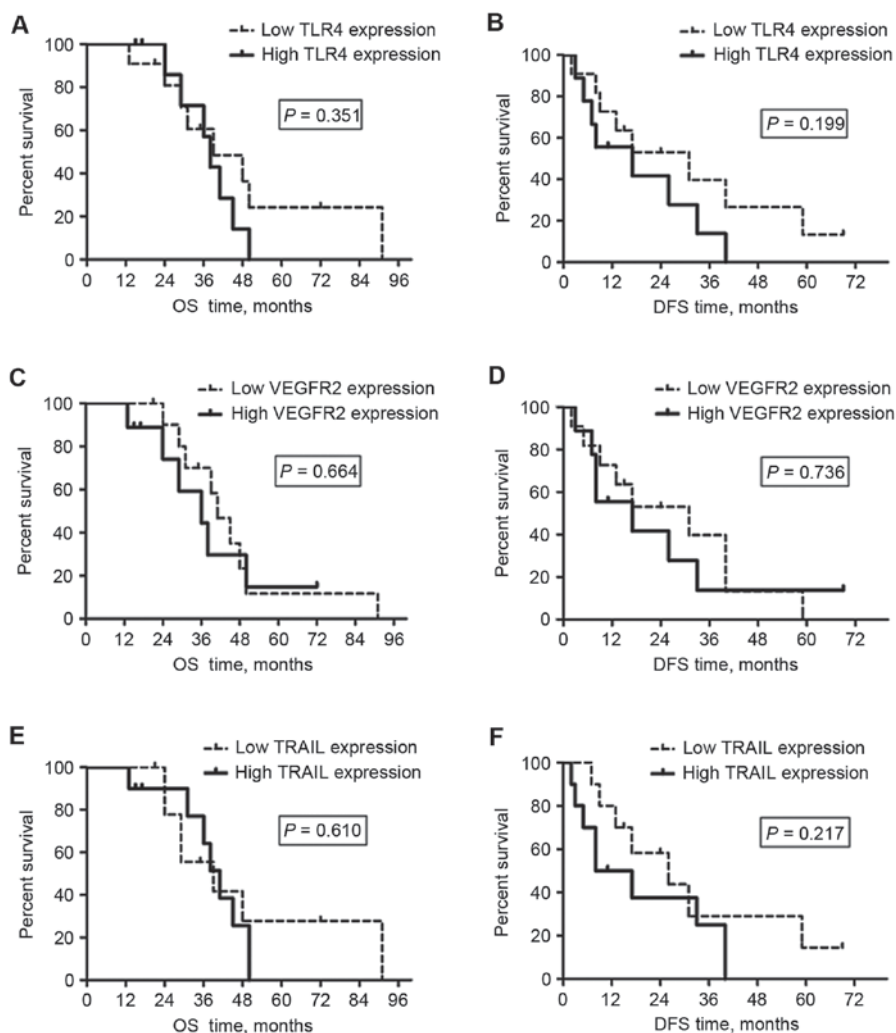 A
Low TLR4 expression
High TLR4 expression
P = 0.351
Percent survival
100
80
60
40
20
0
0 12 24 36 48 60 72 84 96
OS time, months
B
Low TLR4 expression
High TLR4 expression
P = 0.199
Percent survival
100
80
60
40
20
0
0 12 24 36 48 60 72
DFS time, months
C
Low VEGFR2 expression
High VEGFR2 expression
P = 0.664
Percent survival
100
80
60
40
20
0
0 12 24 36 48 60 72 84 96
OS time, months
D
Low VEGFR2 expression
High VEGFR2 expression
P = 0.736
Percent survival
100
80
60
40
20
0
0 12 24 36 48 60 72
DFS time, months
E
Low TRAIL expression
High TRAIL expression
P = 0.610
Percent survival
100
80
60
40
20
0
0 12 24 36 48 60 72 84 96
OS time, months
F
Low TRAIL expression
High TRAIL expression
P = 0.217
Percent survival
100
80
60
40
20
0
0 12 24 36 48 60 72
DFS time, months